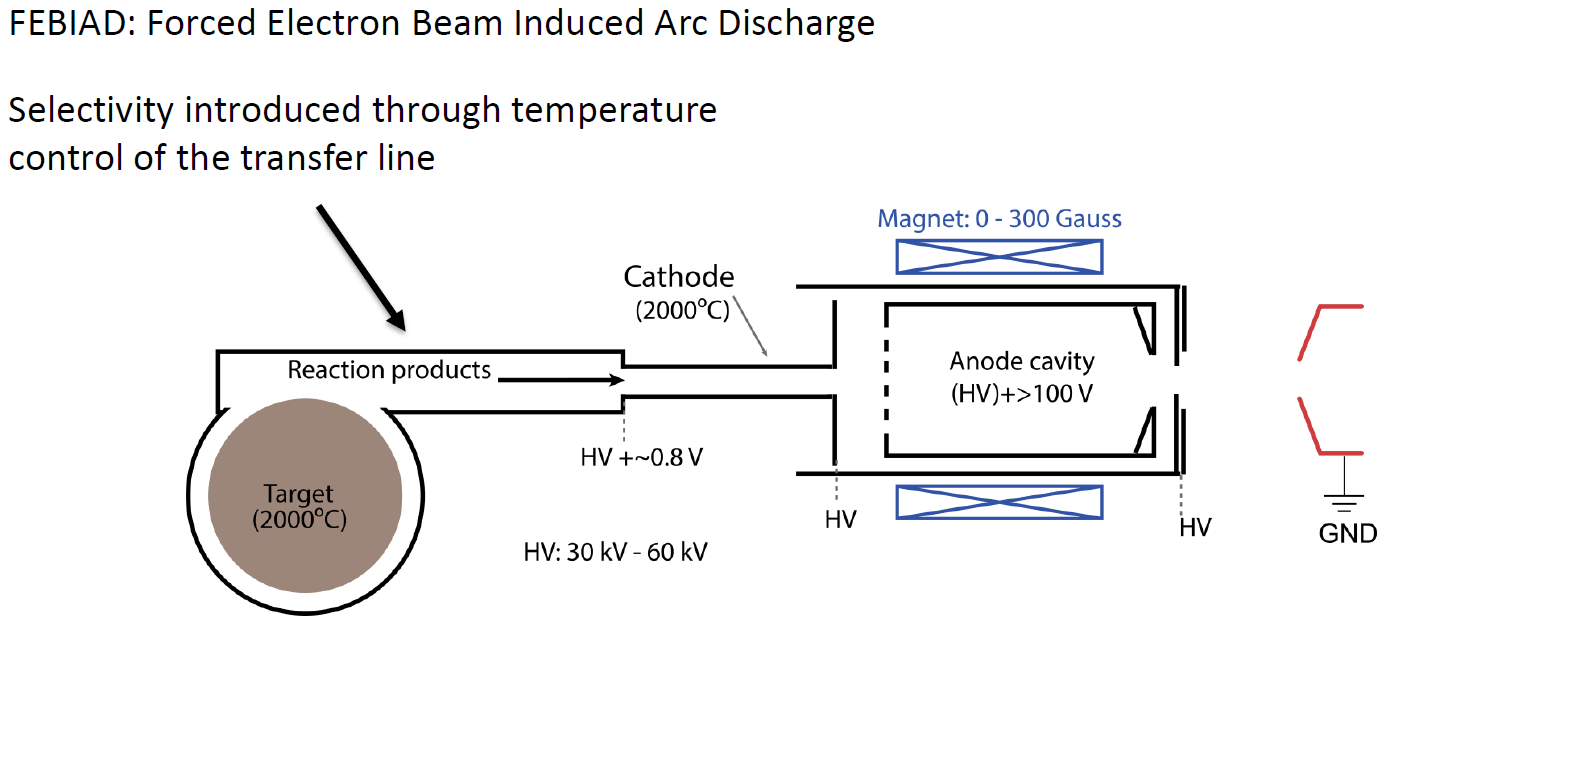 FEBIAD: Forced Electron Beam Induced Arc Discharge
Selectivity introduced through temperature
control of the transfer line
Magnet: 0 - 300 Gauss
Cathode
(2000°C)
Reaction products
Anode cavity
(HV)+>100 V
HV +~0.8 V
Target
(2000°C)
HV
HV
GND
HV: 30 kV - 60 kV